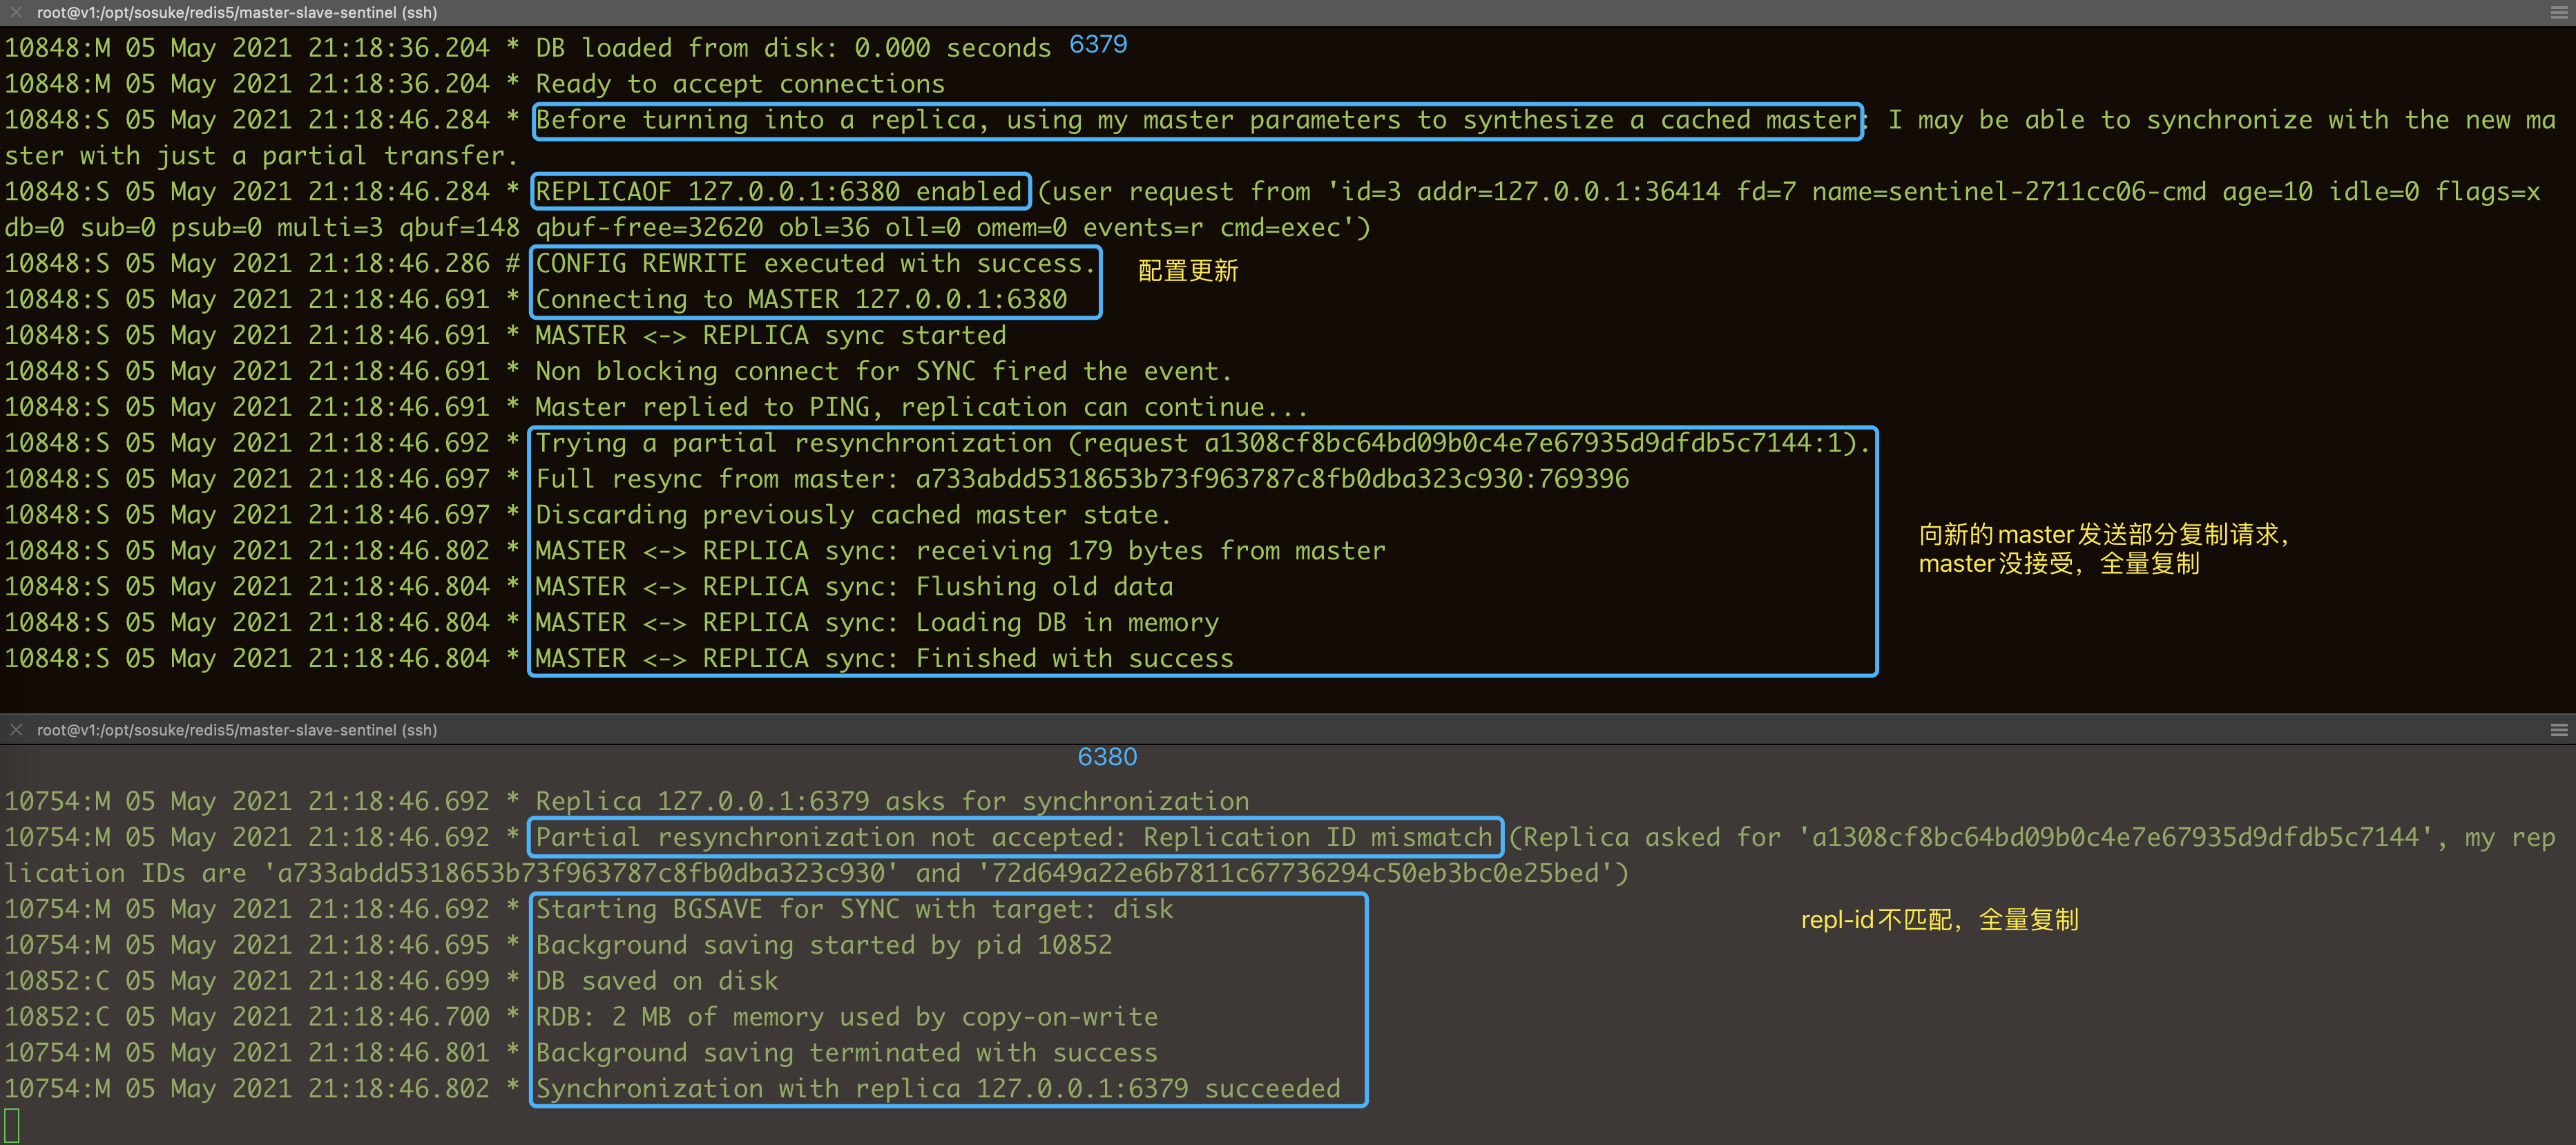 root@v1:/opt/sosuke/redis5/master-slave-sentinel (ssh)
10848:M 05 May 2021 21:18:36.204 * DB loaded from disk: 0.000 seconds 6379
10848:M 05 May 2021 21:18:36.204 * Ready to accept connections
10848:S 05 May 2021 21:18:46.284 * Before turning into a replica, using my master parameters to synthesize a cached master: I may be able to synchronize with the new ma
ster with just a partial transfer.
10848:S 05 May 2021 21:18:46.284 * REPLICAOF 127.0.0.1:6380 enabled (user request from 'id=3 addr=127.0.0.1:36414 fd=7 name=sentinel-2711cc06-cmd age=10 idle=0 flags=x
db=0 sub=0 psub=0 multi=3 qbuf=148 qbuf-free=32620 obl=36 oll=0 omem=0 events=r cmd=exec')
10848:S 05 May 2021 21:18:46.286 # CONFIG REWRITE executed with success.
配置更新
10848:S 05 May 2021 21:18:46.691 * Connecting to MASTER 127.0.0.1:6380
10848:S 05 May 2021 21:18:46.691 * MASTER <-> REPLICA sync started
10848:S 05 May 2021 21:18:46.691 * Non blocking connect for SYNC fired the event.
10848:S 05 May 2021 21:18:46.691 * Master replied to PING, replication can continue...
10848:S 05 May 2021 21:18:46.692 * Trying a partial resynchronization (request a1308cf8bc64bd09b0c4e7e67935d9dfdb5c7144:1).
10848:S 05 May 2021 21:18:46.697 * Full resync from master: a733abdd5318653b73f963787c8fb0dba323c930:769396
10848:S 05 May 2021 21:18:46.697 * Discarding previously cached master state.
10848:S 05 May 2021 21:18:46.802 * MASTER <-> REPLICA sync: receiving 179 bytes from master
10848:S 05 May 2021 21:18:46.804 * MASTER <-> REPLICA sync: Flushing old data
10848:S 05 May 2021 21:18:46.804 * MASTER <-> REPLICA sync: Loading DB in memory
10848:S 05 May 2021 21:18:46.804 * MASTER <-> REPLICA sync: Finished with success
向新的master发送部分复制请求，
master没接受，全量复制
root@v1:/opt/sosuke/redis5/master-slave-sentinel (ssh)
6380
10754:M 05 May 2021 21:18:46.692 * Replica 127.0.0.1:6379 asks for synchronization
10754:M 05 May 2021 21:18:46.692 * Partial resynchronization not accepted: Replication ID mismatch (Replica asked for 'a1308cf8bc64bd09b0c4e7e67935d9dfdb5c7144', my rep
lication IDs are 'a733abdd5318653b73f963787c8fb0dba323c930' and '72d649a22e6b7811c67736294c50eb3bc0e25bed')
10754:M 05 May 2021 21:18:46.692 * Starting BGSAVE for SYNC with target: disk
repl-id不匹配，全量复制
10754:M 05 May 2021 21:18:46.695 * Background saving started by pid 10852
10852:C 05 May 2021 21:18:46.699 * DB saved on disk
10852:C 05 May 2021 21:18:46.700 * RDB: 2 MB of memory used by copy-on-write
10754:M 05 May 2021 21:18:46.801 * Background saving terminated with success
10754:M 05 May 2021 21:18:46.802 * Synchronization with replica 127.0.0.1:6379 succeeded